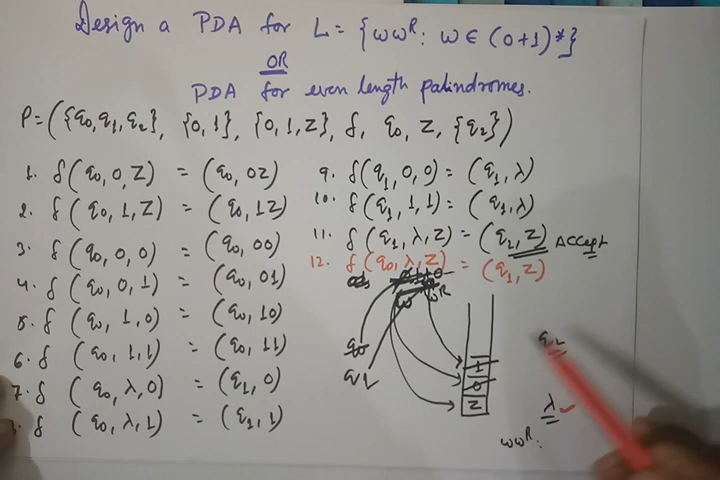 Design a PDA for L = {ωω^R : ω ∈ (0+1)*}
OR
PDA for even length palindromes.
P = ({q0, q1, q2}, {0, 1}, {0, 1, Z}, δ, q0, Z, {q2})
1. δ(q0, 0, Z) = (q0, 0Z)
2. δ(q0, 1, Z) = (q0, 1Z)
3. δ(q0, 0, 0) = (q0, 00)
4. δ(q0, 0, 1) = (q0, 01)
5. δ(q0, 1, 0) = (q0, 10)
6. δ(q0, 1, 1) = (q0, 11)
7. δ(q0, λ, 0) = (q1, 0)
. δ(q0, λ, 1) = (q1, 1)
9. δ(q1, 0, 0) = (q1, λ)
10. δ(q1, 1, 1) = (q1, λ)
11. δ(q1, λ, Z) = (q2, Z) Accept
12. δ(q0, λ, Z) = (q1, Z)
ω ω^R
q0
q1
1
0
Z
q2
λ
ωω^R :